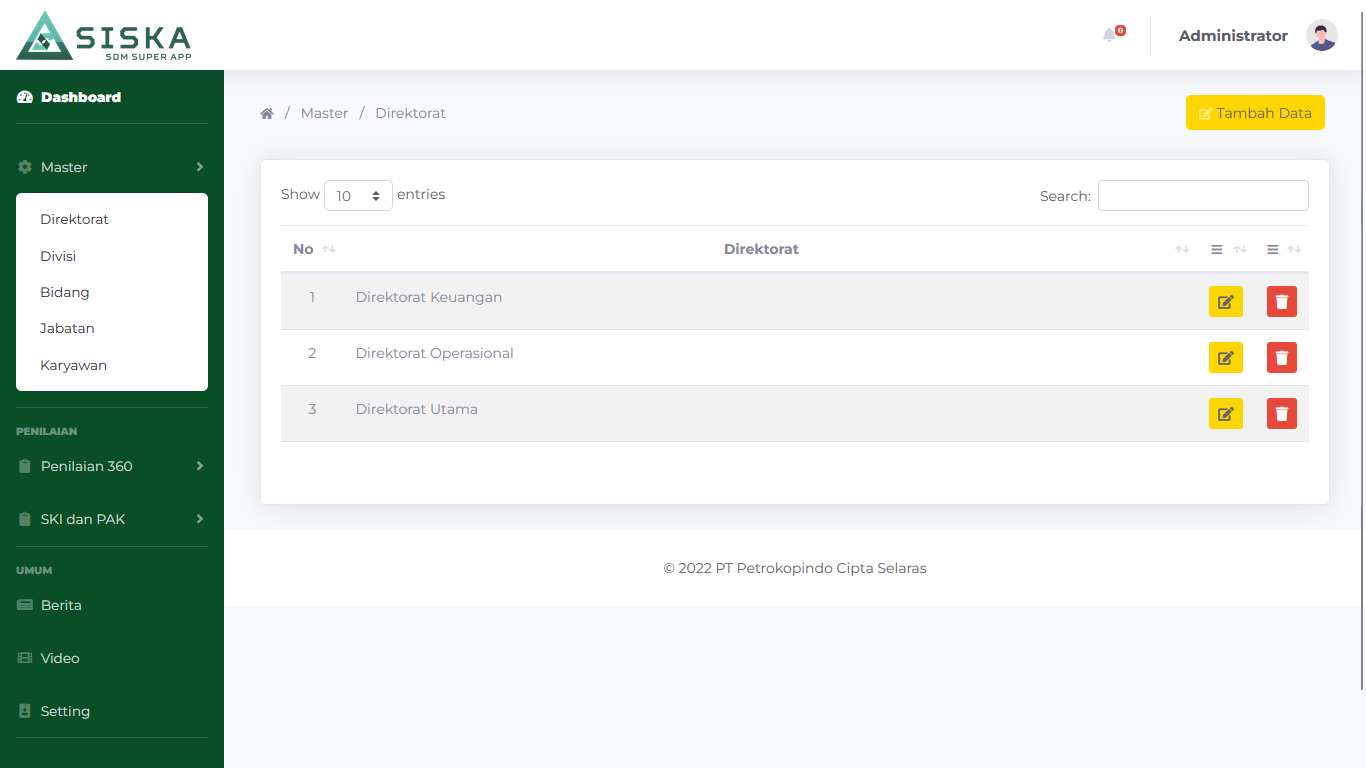 SISKA
SDM SUPER APP
0
Administrator
Dashboard
Master
Direktorat
Divisi
Bidang
Jabatan
Karyawan
PENILAIAN
Penilaian 360
SKI dan PAK
UMUM
Berita
Video
Setting
/ Master / Direktorat
Tambah Data
Show 10 entries
Search:
No Direktorat
1 Direktorat Keuangan
2 Direktorat Operasional
3 Direktorat Utama
© 2022 PT Petrokopindo Cipta Selaras